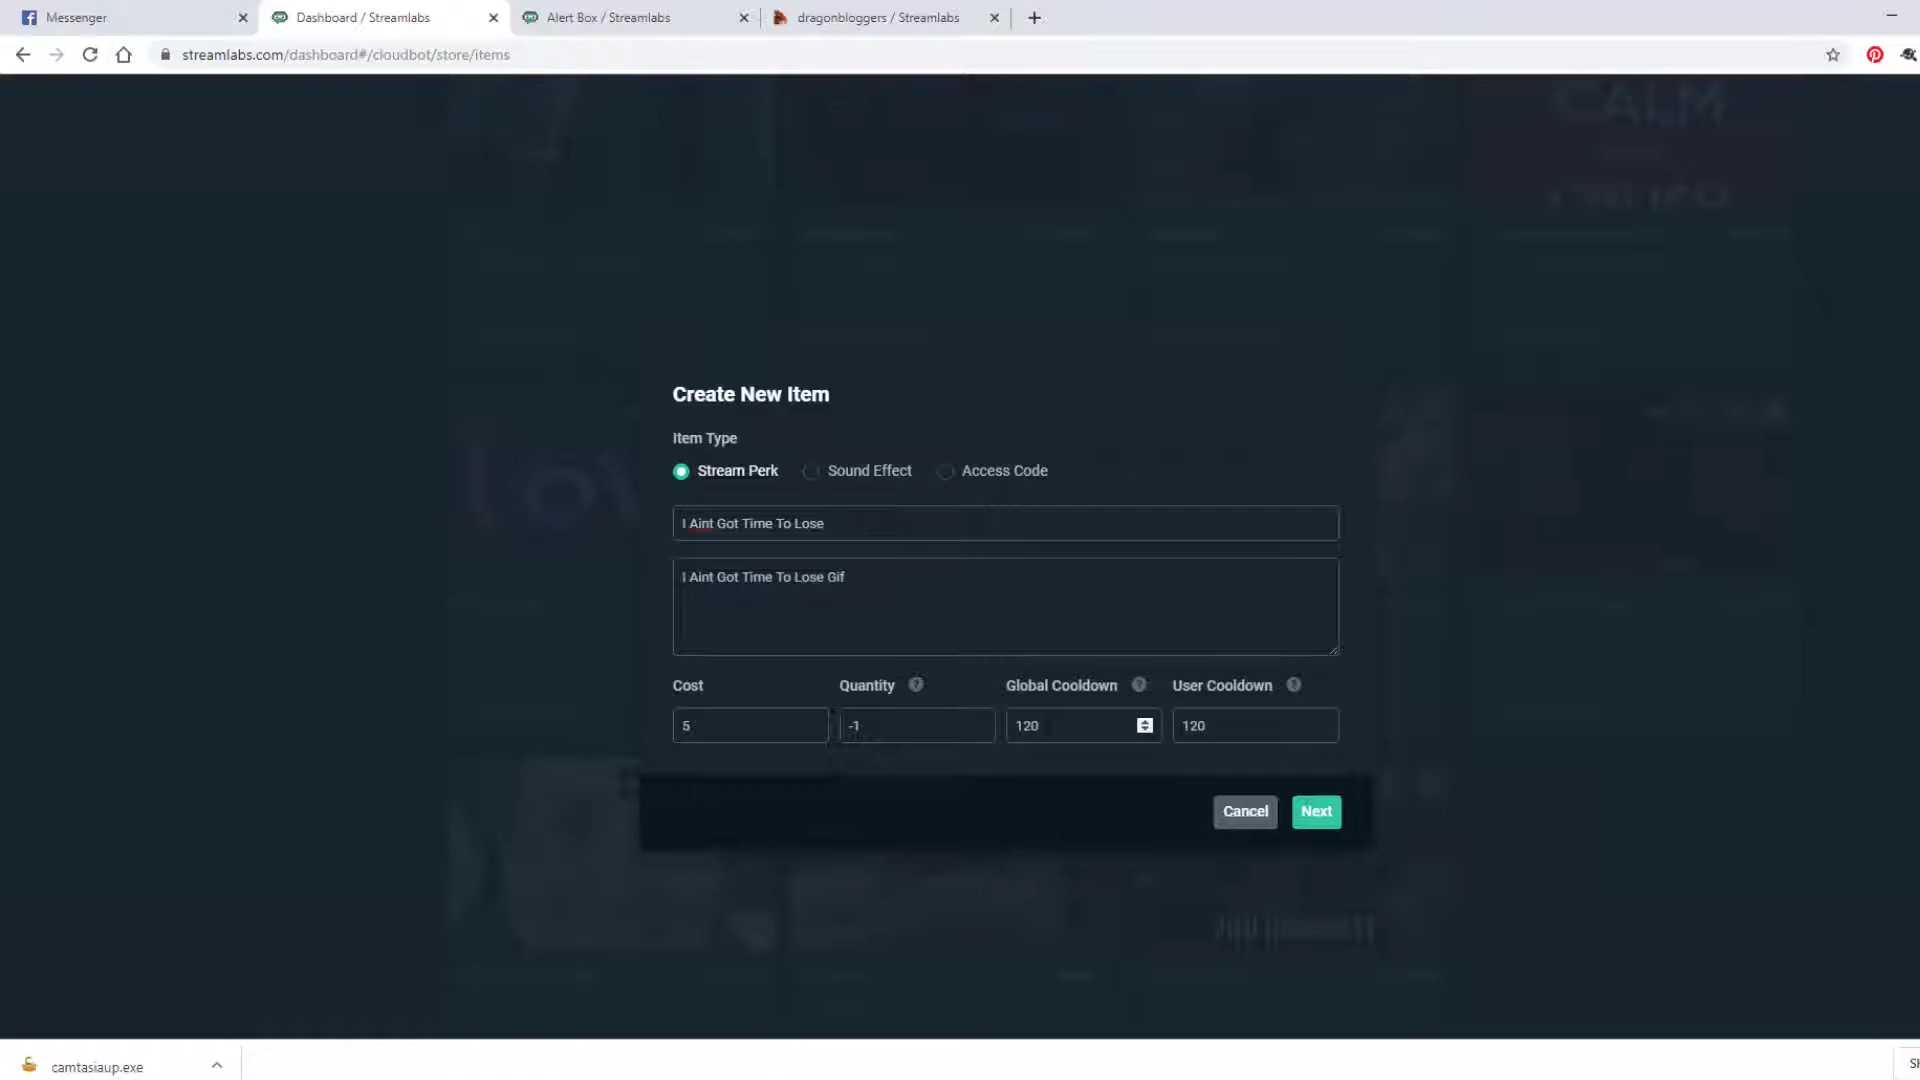 Messenger
Dashboard / Streamlabs
Alert Box / Streamlabs
dragonbloggers / Streamlabs
streamlabs.com/dashboard#/cloudbot/store/items
CALM
Create New Item
Item Type
Stream Perk Sound Effect Access Code
I Aint Got Time To Lose
I Aint Got Time To Lose Gif
Cost Quantity Global Cooldown User Cooldown
5 -1 120 120
Cancel Next
camtasiaup.exe